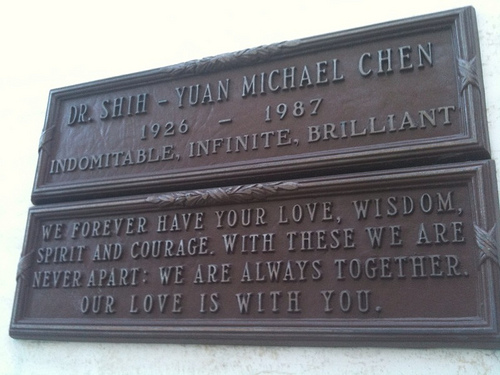 DR. SHIH - YUAN MICHAEL CHEN
1926 - 1987
INDOMITABLE, INFINITE, BRILLIANT
WE FOREVER HAVE YOUR LOVE, WISDOM,
SPIRIT AND COURAGE. WITH THESE WE ARE
NEVER APART: WE ARE ALWAYS TOGETHER.
OUR LOVE IS WITH YOU.